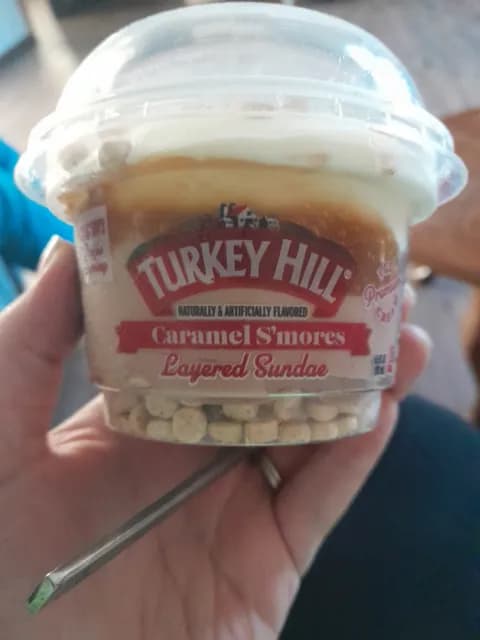 TURKEY HILL®
NATURALLY & ARTIFICIALLY FLAVORED
Caramel S'mores
Layered Sundae